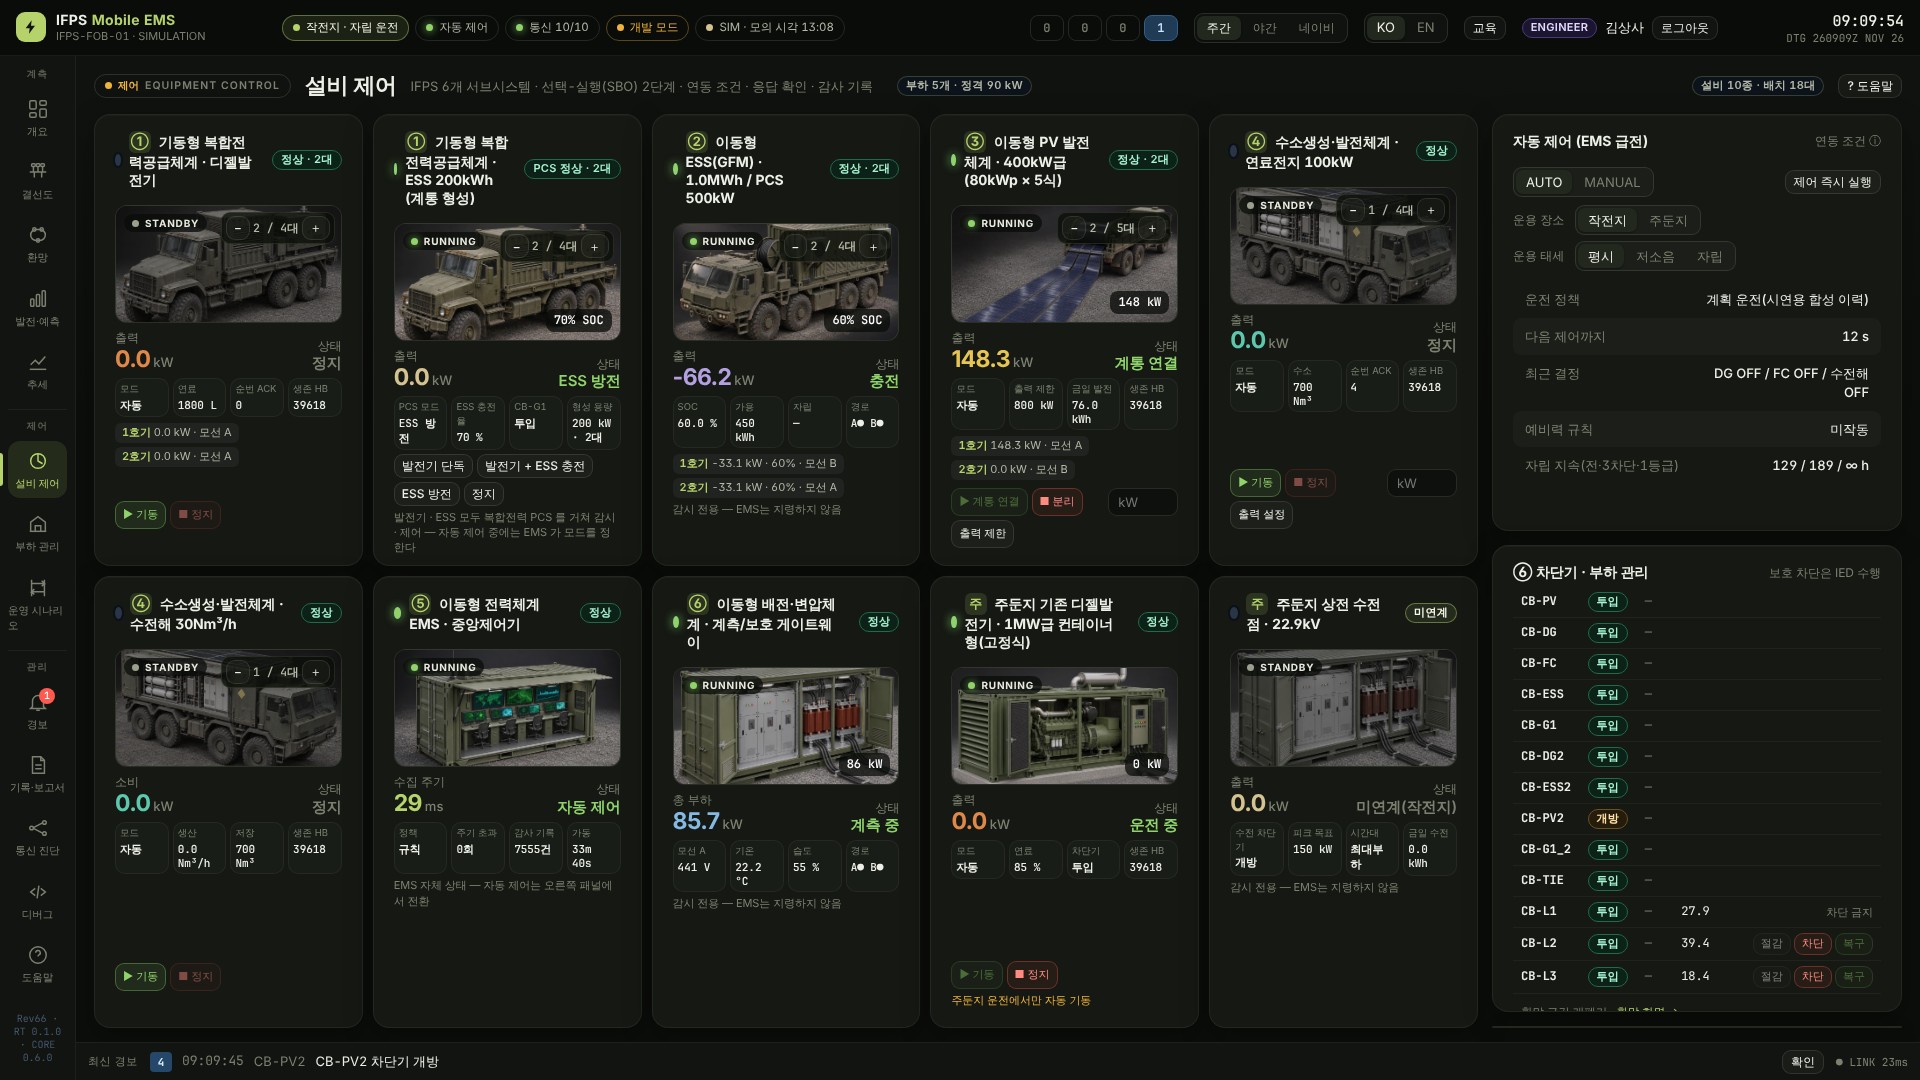 IFPS Mobile EMS
IFPS-FOB-01 · SIMULATION
작전지 · 자립 운전
자동 제어
통신 10/10
개발 모드
SIM · 모의 시각 13:08
0 0 0 1
주간 야간 네이비
KO EN
교육
ENGINEER 김상사 로그아웃
09:09:54
DTG 260909Z NOV 26
계측
개요
결선도
환망
발전·예측
추세
제어
설비 제어
부하 관리
운영 시나리
오
관리
1
경보
기록·보고서
통신 진단
디버그
도움말
Rev66 ·
RT 0.1.0
· CORE
0.6.0
제어 EQUIPMENT CONTROL
설비 제어
IFPS 6개 서브시스템 · 선택-실행(SBO) 2단계 · 연동 조건 · 응답 확인 · 감사 기록
부하 5개 · 정격 90 kW
설비 10종 · 배치 18대
? 도움말
① 기동형 복합전
력공급체계 · 디젤발
전기
정상 · 2대
STANDBY
− 2 / 4대 +
출력
0.0 kW
상태
정지
모드
자동
연료
1800 L
순번 ACK
0
생존 HB
39618
1호기 0.0 kW · 모선 A
2호기 0.0 kW · 모선 A
▶ 기동
■ 정지
① 기동형 복합
전력공급체계 ·
ESS 200kWh
(계통 형성)
PCS 정상 · 2대
RUNNING
− 2 / 4대 +
70% SOC
출력
0.0 kW
상태
ESS 방전
PCS 모드
ESS 방
전
ESS 충전
율
70 %
CB-G1
투입
형성 용량
200 kW
· 2대
발전기 단독
발전기 + ESS 충전
ESS 방전
정지
발전기 · ESS 모두 복합전력 PCS 를 거쳐 감시
· 제어 — 자동 제어 중에는 EMS 가 모드를 정
한다
② 이동형
ESS(GFM) ·
1.0MWh / PCS
500kW
정상 · 2대
RUNNING
− 2 / 4대 +
60% SOC
출력
-66.2 kW
상태
충전
SOC
60.0 %
가용
450
kWh
자립
—
경로
A● B●
1호기 -33.1 kW · 60% · 모선 B
2호기 -33.1 kW · 60% · 모선 A
감시 전용 — EMS는 지령하지 않음
③ 이동형 PV 발전
체계 · 400kW급
(80kWp × 5식)
정상 · 2대
RUNNING
− 2 / 5대 +
148 kW
출력
148.3 kW
상태
계통 연결
모드
자동
출력 제한
800 kW
금일 발전
76.0
kWh
생존 HB
39618
1호기 148.3 kW · 모선 A
2호기 0.0 kW · 모선 B
▶ 계통 연결
■ 분리
kW
출력 제한
④ 수소생성·발전체계 ·
연료전지 100kW
정상
STANDBY
− 1 / 4대 +
출력
0.0 kW
상태
정지
모드
자동
수소
700
Nm³
순번 ACK
4
생존 HB
39618
▶ 기동
■ 정지
kW
출력 설정
④ 수소생성·발전체계 ·
수전해 30Nm³/h
정상
STANDBY
− 1 / 4대 +
소비
0.0 kW
상태
정지
모드
자동
생산
0.0
Nm³/h
저장
700
Nm³
생존 HB
39618
▶ 기동
■ 정지
⑤ 이동형 전력체계
EMS · 중앙제어기
정상
RUNNING
수집 주기
29 ms
상태
자동 제어
정책
규칙
주기 초과
0회
감사 기록
7555건
가동
33m
40s
EMS 자체 상태 — 자동 제어는 오른쪽 패널에
서 전환
⑥ 이동형 배전·변압체
계 · 계측/보호 게이트웨
이
정상
RUNNING
86 kW
총 부하
85.7 kW
상태
계측 중
모선 A
441 V
기온
22.2
°C
습도
55 %
경로
A● B●
감시 전용 — EMS는 지령하지 않음
주 주둔지 기존 디젤발
전기 · 1MW급 컨테이너
형(고정식)
정상
RUNNING
0 kW
출력
0.0 kW
상태
운전 중
모드
자동
연료
85 %
차단기
투입
생존 HB
39618
▶ 기동
■ 정지
주둔지 운전에서만 자동 기동
주 주둔지 상전 수전
점 · 22.9kV
미연계
STANDBY
출력
0.0 kW
상태
미연계(작전지)
수전 차단
기
개방
피크 목표
150 kW
시간대
최대부
하
금일 수전
0.0
kWh
감시 전용 — EMS는 지령하지 않음
자동 제어 (EMS 급전)
연동 조건 ⓘ
AUTO MANUAL
제어 즉시 실행
운용 장소 작전지 주둔지
운용 태세 평시 저소음 자립
운전 정책 계획 운전(시연용 합성 이력)
다음 제어까지 12 s
최근 결정 DG OFF / FC OFF / 수전해
OFF
예비력 규칙 미작동
자립 지속(전·3차단·1등급) 129 / 189 / ∞ h
⑥ 차단기 · 부하 관리
보호 차단은 IED 수행
CB-PV 투입 —
CB-DG 투입 —
CB-FC 투입 —
CB-ESS 투입 —
CB-G1 투입 —
CB-DG2 투입 —
CB-ESS2 투입 —
CB-PV2 개방 —
CB-G1_2 투입 —
CB-TIE 투입 —
CB-L1 투입 — 27.9 차단 금지
CB-L2 투입 — 39.4 절감 차단 복구
CB-L3 투입 — 18.4 절감 차단 복구
최신 경보 4 09:09:45 CB-PV2 CB-PV2 차단기 개방
확인
LINK 23ms